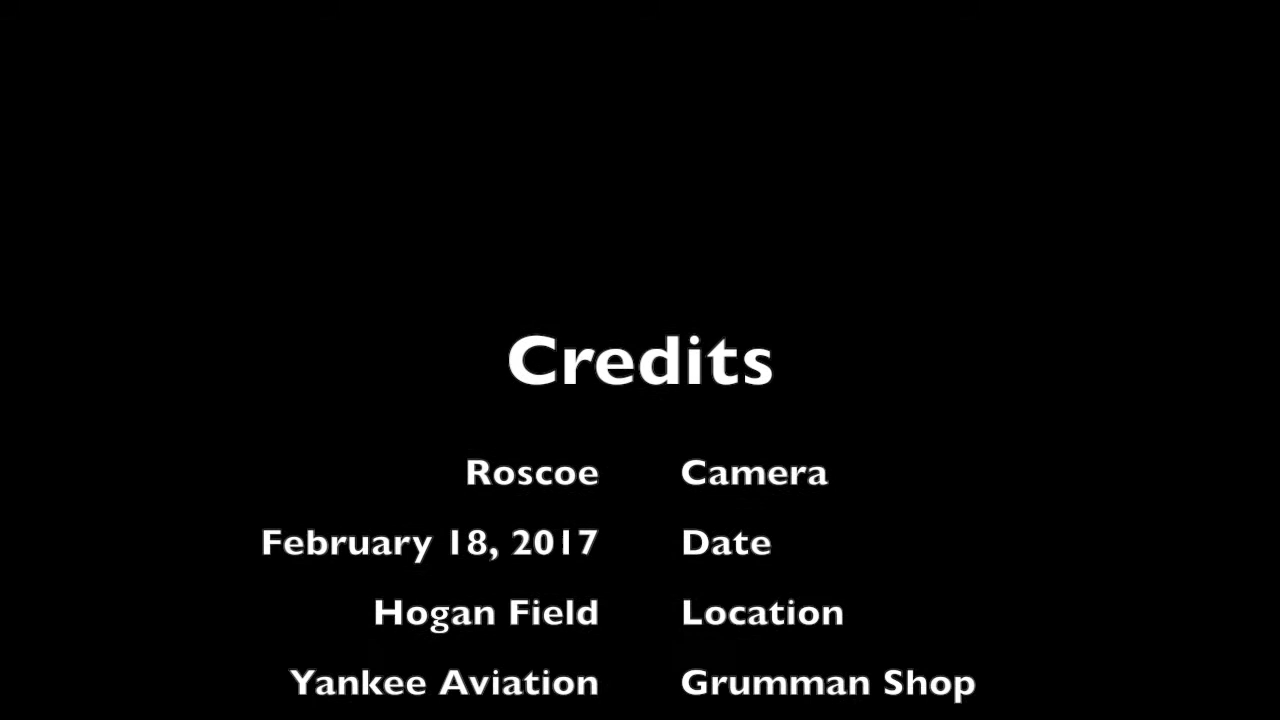 Credits
Roscoe Camera
February 18, 2017 Date
Hogan Field Location
Yankee Aviation Grumman Shop